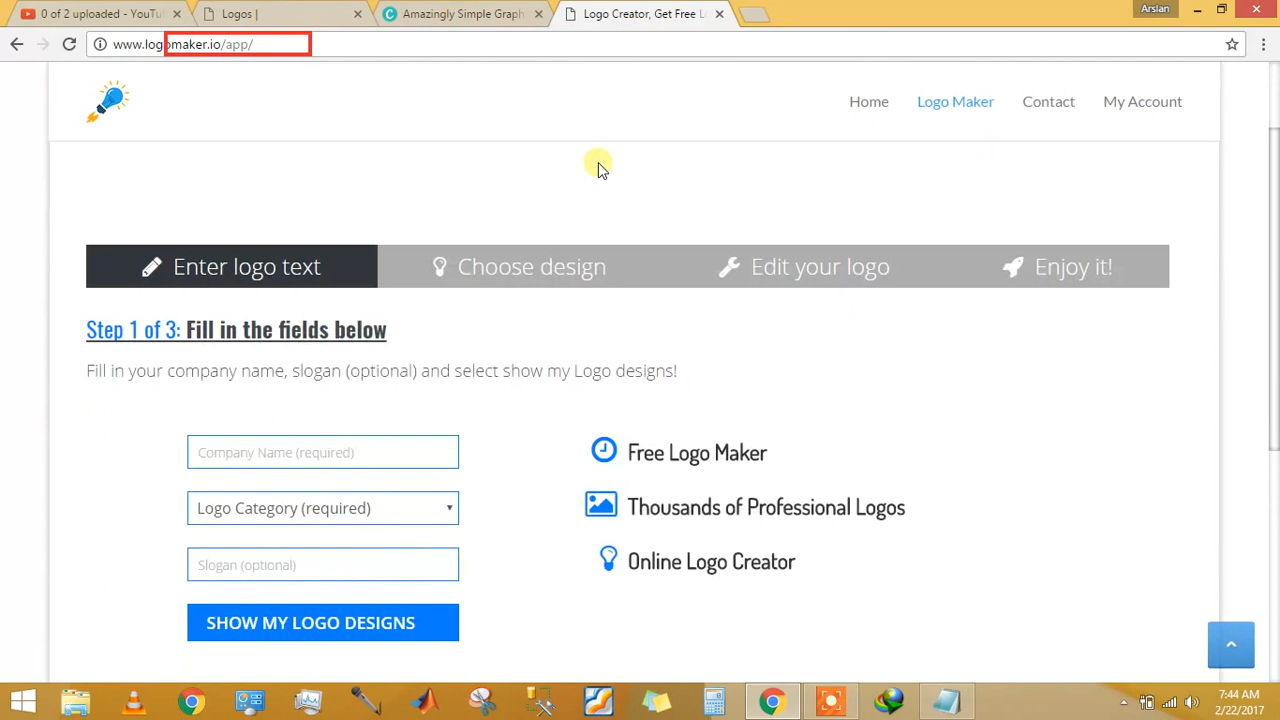 0 of 2 uploaded - YouTu
Logos |
Amazingly Simple Graph
Logo Creator, Get Free L
Arslan
www.logomaker.io/app/
Home
Logo Maker
Contact
My Account
Enter logo text
Choose design
Edit your logo
Enjoy it!
Step 1 of 3: Fill in the fields below
Fill in your company name, slogan (optional) and select show my Logo designs!
Company Name (required)
Logo Category (required)
Slogan (optional)
SHOW MY LOGO DESIGNS
Free Logo Maker
Thousands of Professional Logos
Online Logo Creator
7:44 AM
2/22/2017